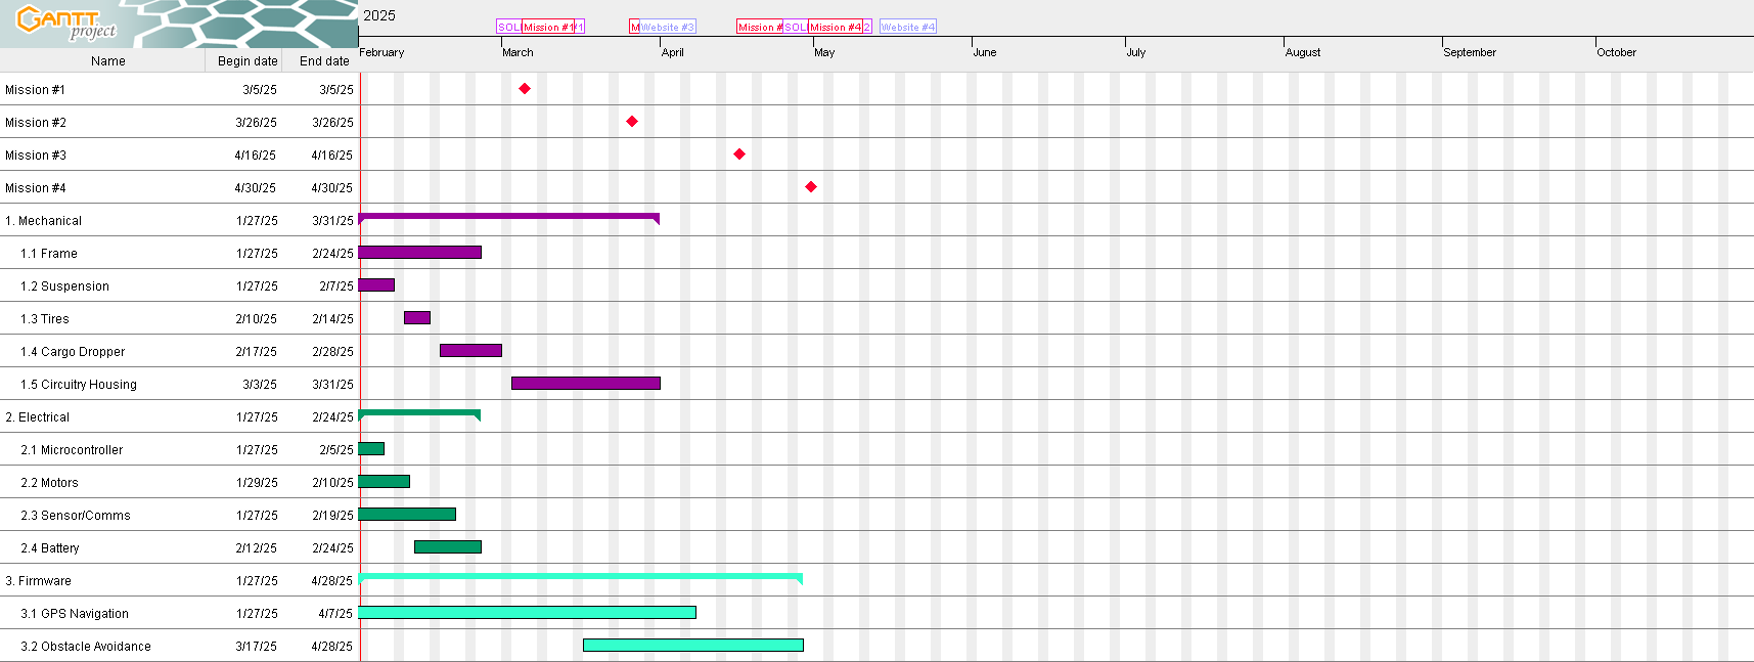 GANTT
project
2025
SOL Mission #1 #1 M Website #3 Mission # SOL Mission #4 2 Website #4
February March April May June July August September October
Name Begin date End date
Mission #1 3/5/25 3/5/25
Mission #2 3/26/25 3/26/25
Mission #3 4/16/25 4/16/25
Mission #4 4/30/25 4/30/25
1. Mechanical 1/27/25 3/31/25
1.1 Frame 1/27/25 2/24/25
1.2 Suspension 1/27/25 2/7/25
1.3 Tires 2/10/25 2/14/25
1.4 Cargo Dropper 2/17/25 2/28/25
1.5 Circuitry Housing 3/3/25 3/31/25
2. Electrical 1/27/25 2/24/25
2.1 Microcontroller 1/27/25 2/5/25
2.2 Motors 1/29/25 2/10/25
2.3 Sensor/Comms 1/27/25 2/19/25
2.4 Battery 2/12/25 2/24/25
3. Firmware 1/27/25 4/28/25
3.1 GPS Navigation 1/27/25 4/7/25
3.2 Obstacle Avoidance 3/17/25 4/28/25